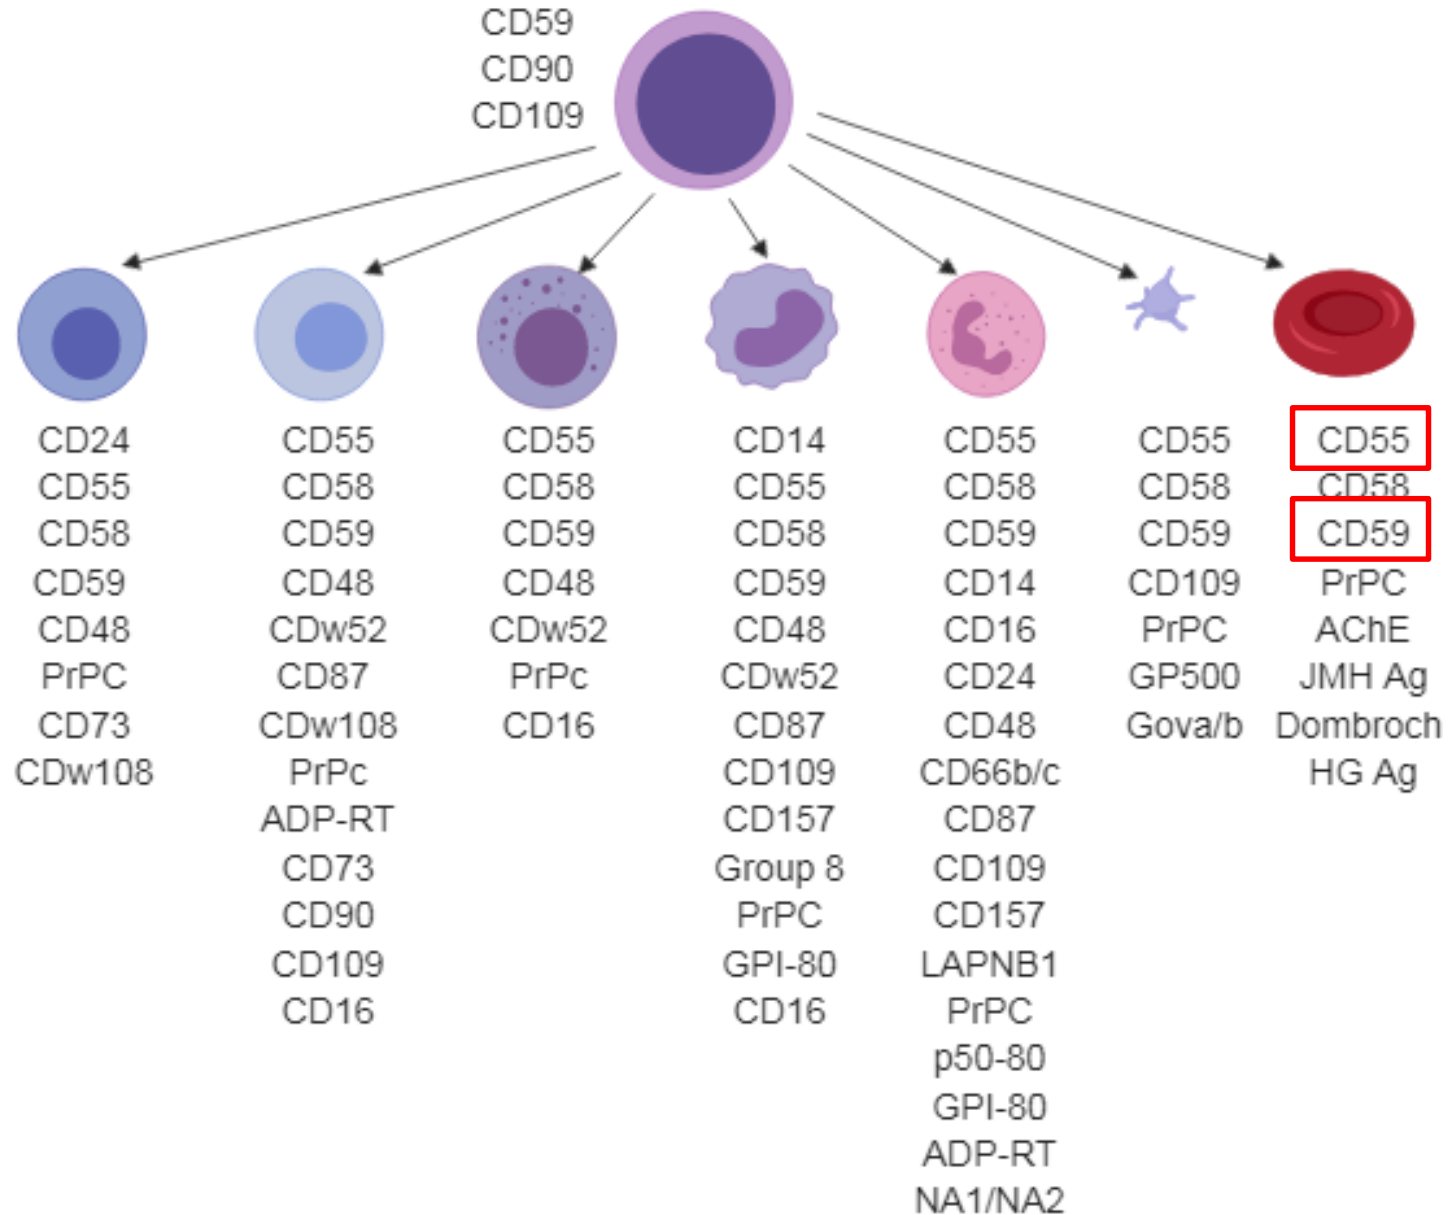 CD59
CD90
CD109
CD24
CD55
CD58
CD59
CD48
PrPC
CD73
CDw108
CD55
CD58
CD59
CD48
CDw52
CD87
CDw108
PrPc
ADP-RT
CD73
CD90
CD109
CD16
CD55
CD58
CD59
CD48
CDw52
PrPc
CD16
CD14
CD55
CD58
CD59
CD48
CDw52
CD87
CD109
CD157
Group 8
PrPC
GPI-80
CD16
CD55
CD58
CD59
CD14
CD16
CD24
CD48
CD66b/c
CD87
CD109
CD157
LAPNB1
PrPC
p50-80
GPI-80
ADP-RT
NA1/NA2
CD55
CD58
CD59
CD109
PrPC
GP500
Gova/b
CD55
CD58
CD59
PrPC
AChE
JMH Ag
Dombroch
HG Ag